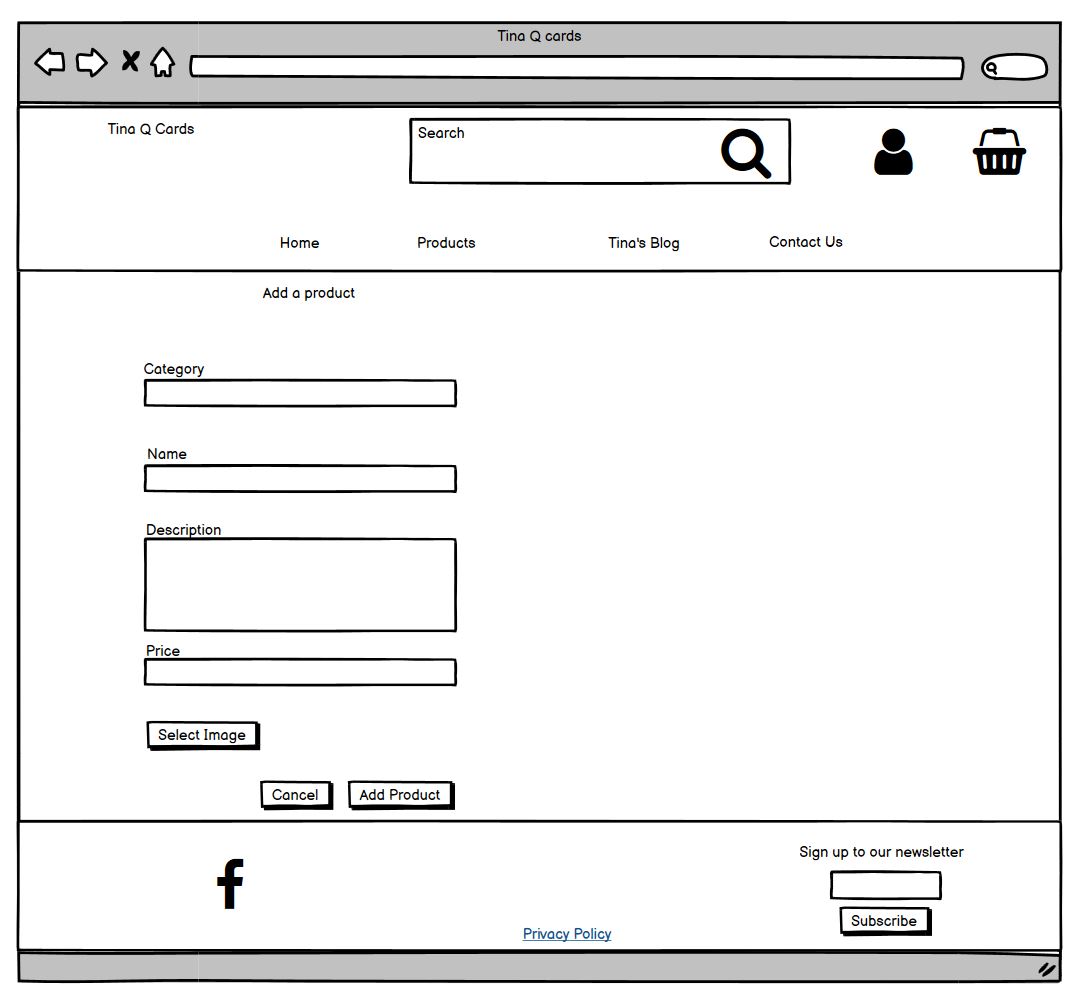 Tina Q cards
Tina Q Cards
Search
Home Products Tina's Blog Contact Us
Add a product
Category
Name
Description
Price
Select Image
Cancel Add Product
Sign up to our newsletter
Subscribe
Privacy Policy